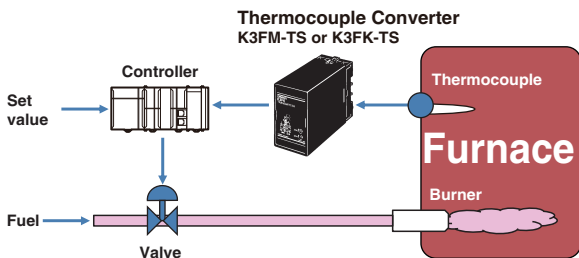 Thermocouple Converter
K3FM-TS or K3FK-TS
Controller
Thermocouple
Set
value
Furnace
Burner
Fuel
Valve